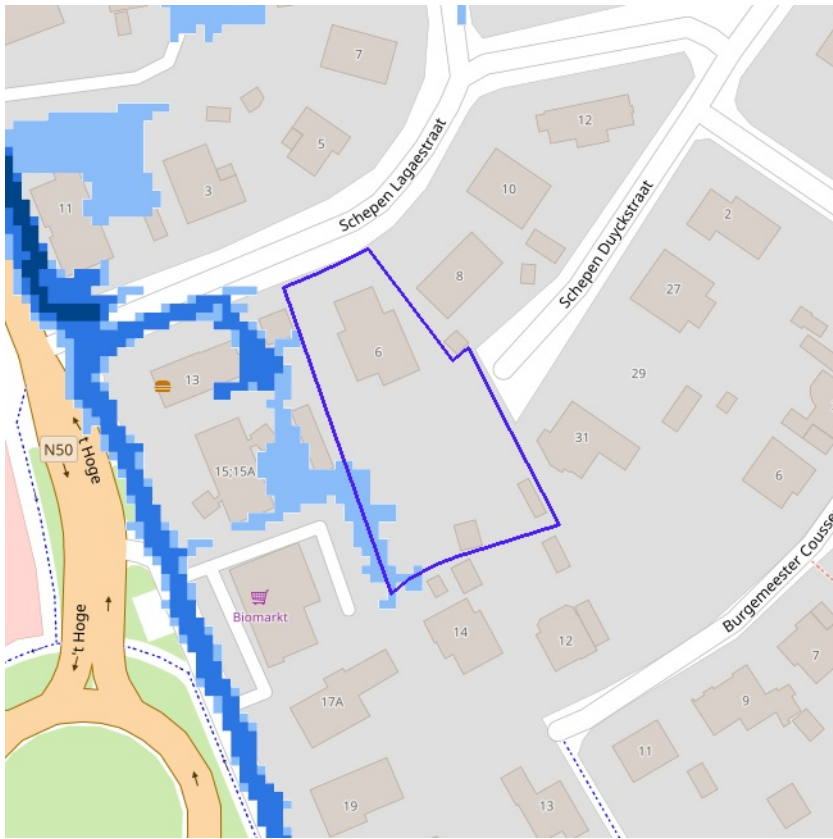 7
12
5
Schepen Lagaestraat
3
10
11
2
Schepen Duyckstraat
8
27
6
13
29
31
N50
't Hoge
15;15A
6
Biomarkt
't Hoge
Burgemeester Cousse
14
12
7
17A
9
11
19
13